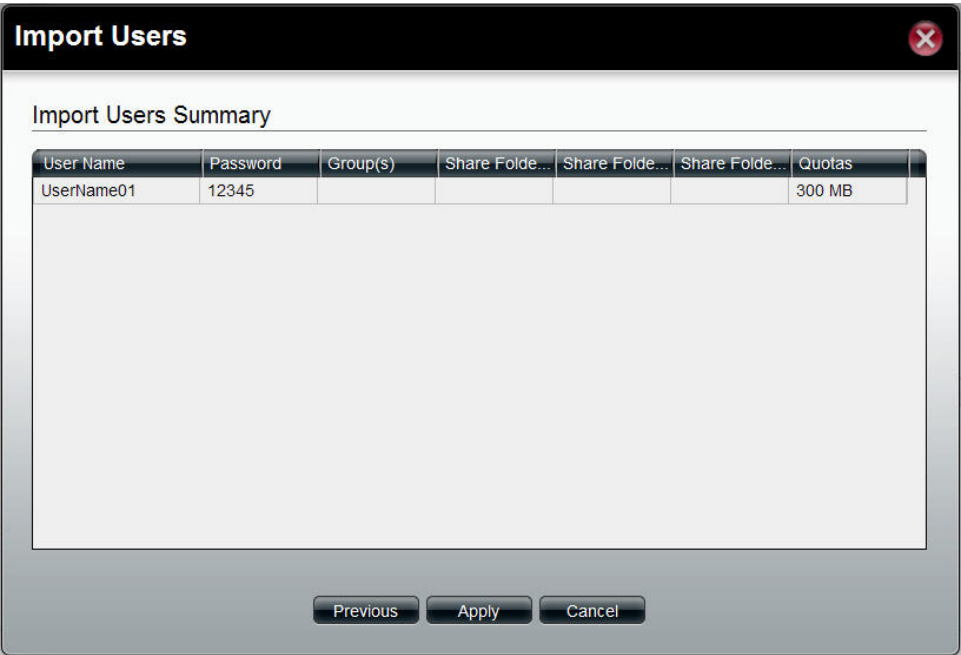 Import Users
Import Users Summary
User Name Password Group(s) Share Folde... Share Folde... Share Folde... Quotas
UserName01 12345 300 MB
Previous Apply Cancel